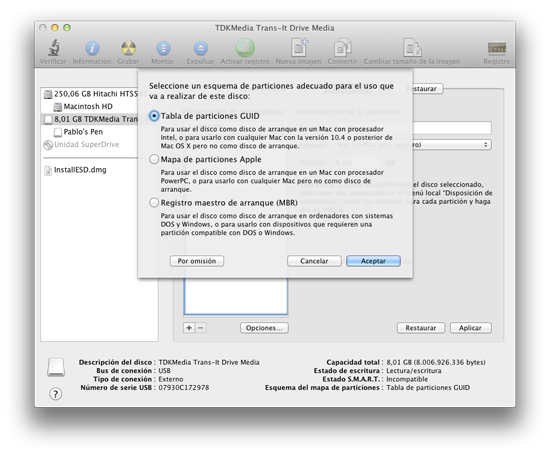 TDKMedia Trans-It Drive Media
Verificar Información Grabar Montar Expulsar Activar registro Nueva imagen Convertir Cambiar tamaño de la imagen Registro
250,06 GB Hitachi HTS5
Macintosh HD
8,01 GB TDKMedia Tran
Pablo's Pen
Unidad SuperDrive
InstallESD.dmg
Restaurar
Seleccione un esquema de particiones adecuado para el uso que
va a realizar de este disco:
Tabla de particiones GUID
Para usar el disco como disco de arranque en un Mac con procesador
Intel, o para usarlo con cualquier Mac con la versión 10.4 o posterior de
Mac OS X pero no como disco de arranque.
Mapa de particiones Apple
Para usar el disco como disco de arranque en un Mac con procesador
PowerPC, o para usarlo con cualquier Mac pero no como disco de
arranque.
Registro maestro de arranque (MBR)
Para usar el disco como disco de arranque en ordenadores con sistemas
DOS y Windows, o para usarlo con dispositivos que requieren una
partición compatible con DOS o Windows.
Por omisión Cancelar Aceptar
el disco seleccionado,
menú local "Disposición de
para cada partición y haga
+ − Opciones... Restaurar Aplicar
Descripción del disco : TDKMedia Trans-It Drive Media
Bus de conexión : USB
Tipo de conexión : Externo
Número de serie USB : 07930C172978
Capacidad total : 8,01 GB (8.006.926.336 bytes)
Estado de escritura : Lectura/escritura
Estado S.M.A.R.T. : Incompatible
Esquema del mapa de particiones : Tabla de particiones GUID
?